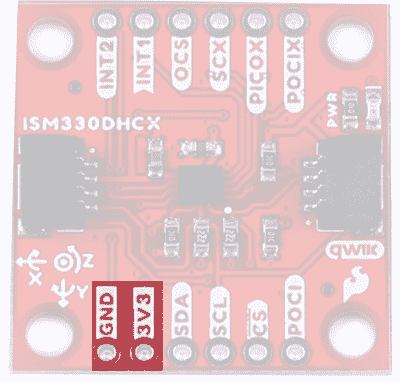 INT2 INT1 OCS SCX PICOX POCIX
ISM330DHCX
PWR
qwiic
X Z Y
GND 3V3 SDA SCL CS POCI